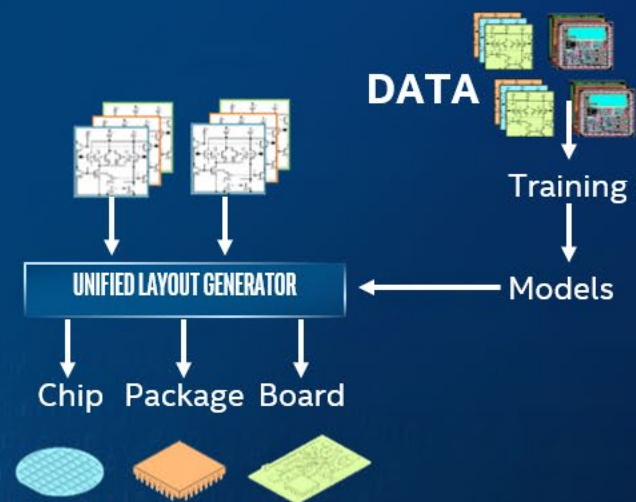 DATA
Training
UNIFIED LAYOUT GENERATOR
Models
Chip Package Board